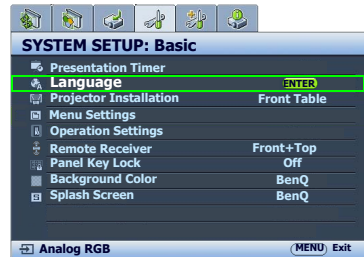 SYSTEM SETUP: Basic
Presentation Timer
Language ENTER
Projector Installation Front Table
Menu Settings
Operation Settings
Remote Receiver Front+Top
Panel Key Lock Off
Background Color BenQ
Splash Screen BenQ
Analog RGB MENU Exit